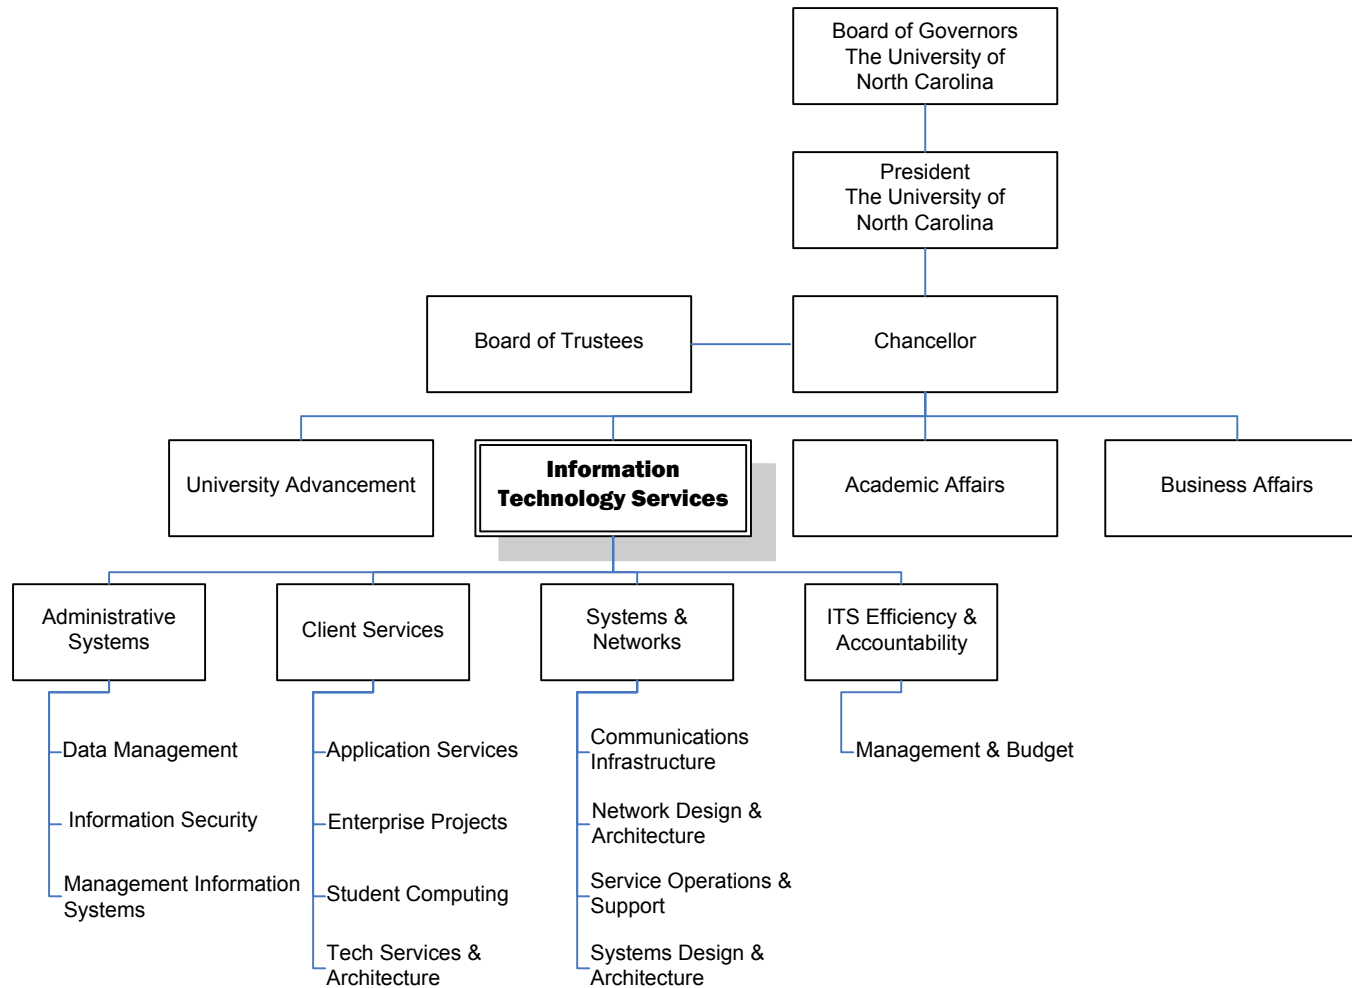 Board of Governors
The University of
North Carolina
President
The University of
North Carolina
Board of Trustees
Chancellor
University Advancement
Information
Technology Services
Academic Affairs
Business Affairs
Administrative
Systems
Client Services
Systems &
Networks
ITS Efficiency &
Accountability
Data Management
Information Security
Management Information
Systems
Application Services
Enterprise Projects
Student Computing
Tech Services &
Architecture
Communications
Infrastructure
Network Design &
Architecture
Service Operations &
Support
Systems Design &
Architecture
Management & Budget